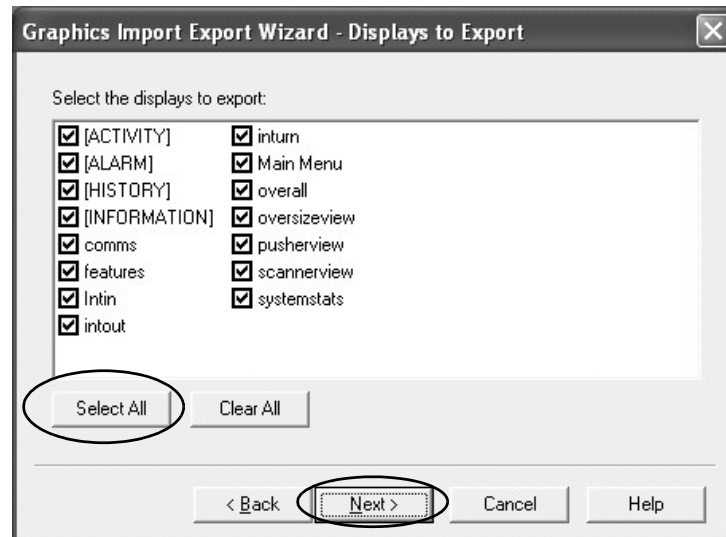 Graphics Import Export Wizard - Displays to Export
Select the displays to export:
[ACTIVITY]
[ALARM]
[HISTORY]
[INFORMATION]
comms
features
Intin
intout
inturn
Main Menu
overall
oversizeview
pusherview
scannerview
systemstats
Select All
Clear All
< Back
Next >
Cancel
Help